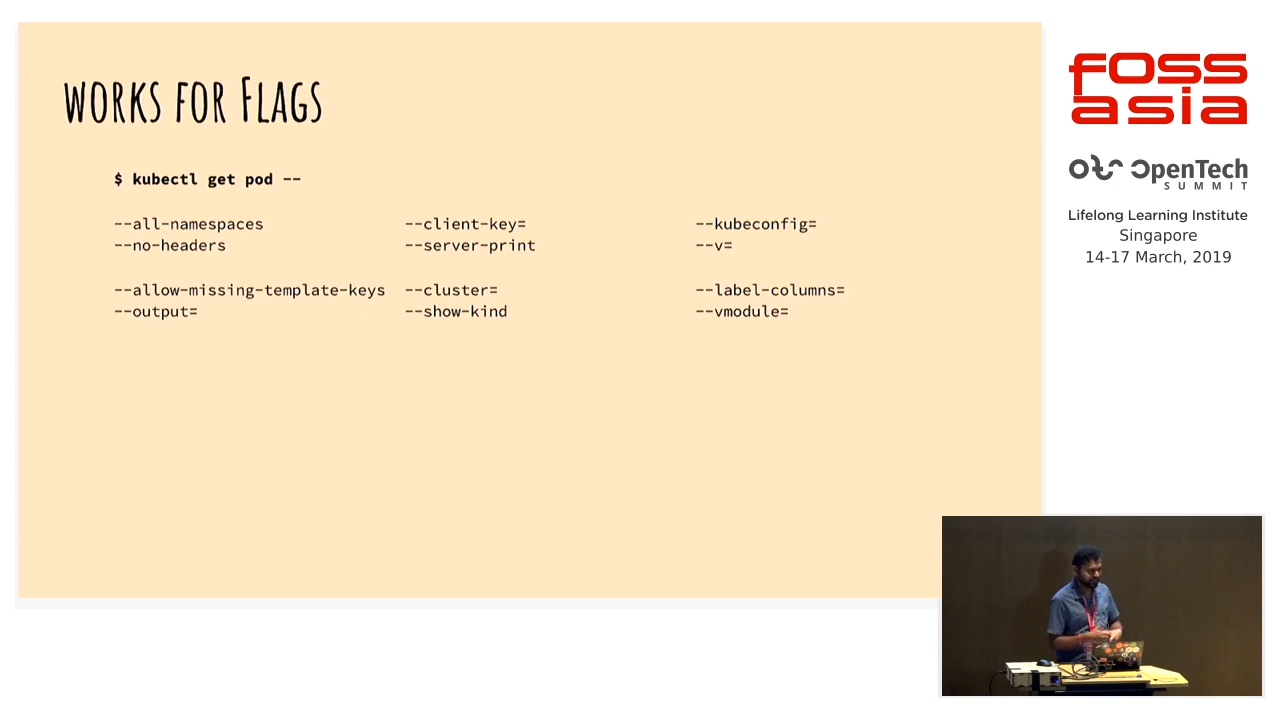 WORKS FOR FLAGS
$ kubectl get pod --
--all-namespaces --client-key= --kubeconfig=
--no-headers --server-print --v=
--allow-missing-template-keys --cluster= --label-columns=
--output= --show-kind --vmodule=
fOSS
asia
OpenTech
SUMMIT
Lifelong Learning Institute
Singapore
14-17 March, 2019